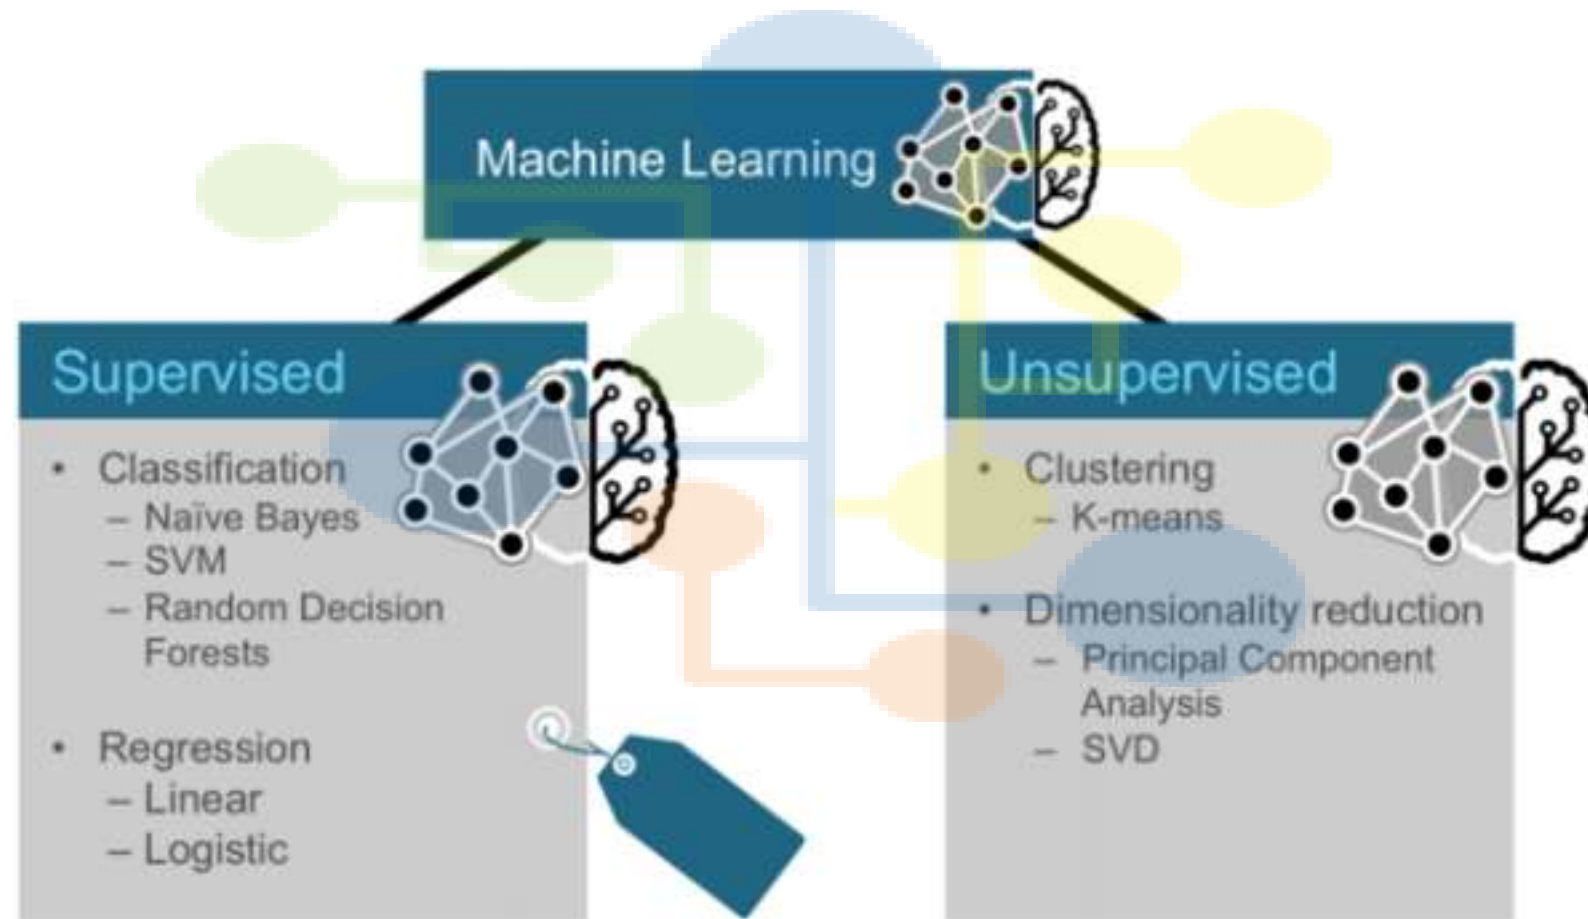 Machine Learning
Supervised
• Classification
– Naïve Bayes
– SVM
– Random Decision
Forests
• Regression
– Linear
– Logistic
Unsupervised
• Clustering
– K-means
• Dimensionality reduction
– Principal Component
Analysis
– SVD